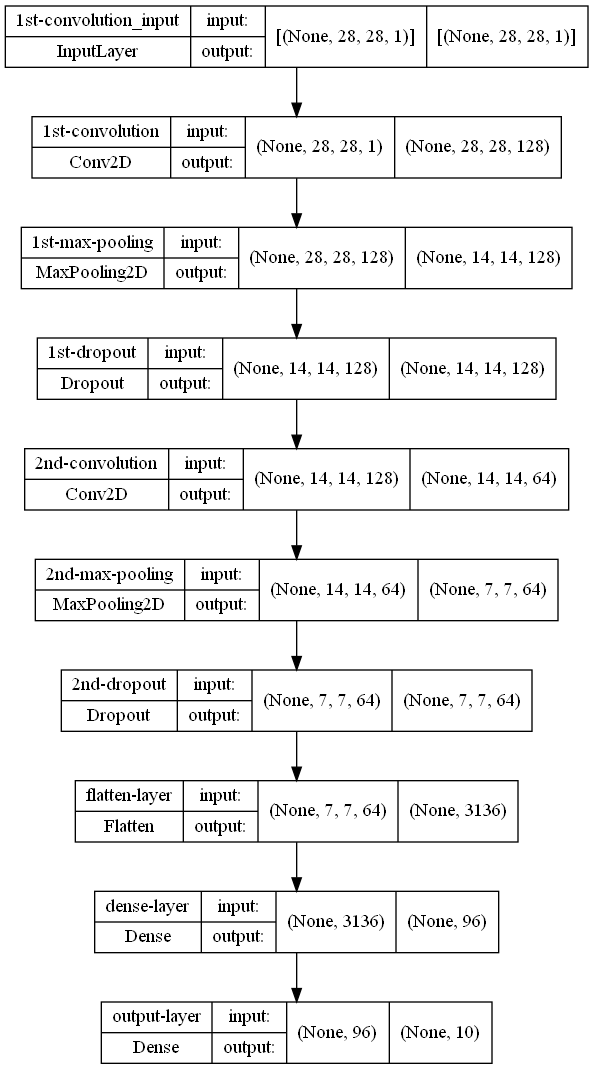 1st-convolution_input input: [(None, 28, 28, 1)] [(None, 28, 28, 1)]
InputLayer output:
1st-convolution input: (None, 28, 28, 1) (None, 28, 28, 128)
Conv2D output:
1st-max-pooling input: (None, 28, 28, 128) (None, 14, 14, 128)
MaxPooling2D output:
1st-dropout input: (None, 14, 14, 128) (None, 14, 14, 128)
Dropout output:
2nd-convolution input: (None, 14, 14, 128) (None, 14, 14, 64)
Conv2D output:
2nd-max-pooling input: (None, 14, 14, 64) (None, 7, 7, 64)
MaxPooling2D output:
2nd-dropout input: (None, 7, 7, 64) (None, 7, 7, 64)
Dropout output:
flatten-layer input: (None, 7, 7, 64) (None, 3136)
Flatten output:
dense-layer input: (None, 3136) (None, 96)
Dense output:
output-layer input: (None, 96) (None, 10)
Dense output: